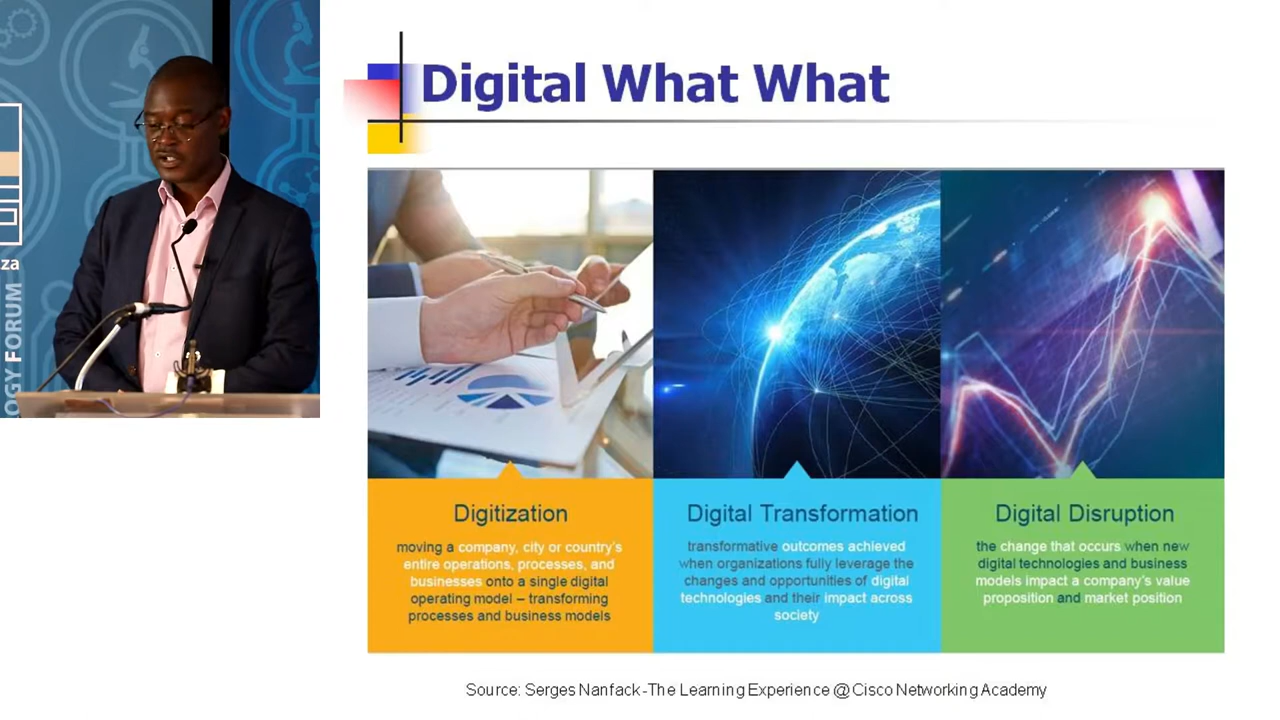 Digital What What
za
OGY FORUM
Digitization
moving a company, city or country's
entire operations, processes, and
businesses onto a single digital
operating model – transforming
processes and business models
Digital Transformation
transformative outcomes achieved
when organizations fully leverage the
changes and opportunities of digital
technologies and their impact across
society
Digital Disruption
the change that occurs when new
digital technologies and business
models impact a company's value
proposition and market position
Source: Serges Nanfack -The Learning Experience @ Cisco Networking Academy